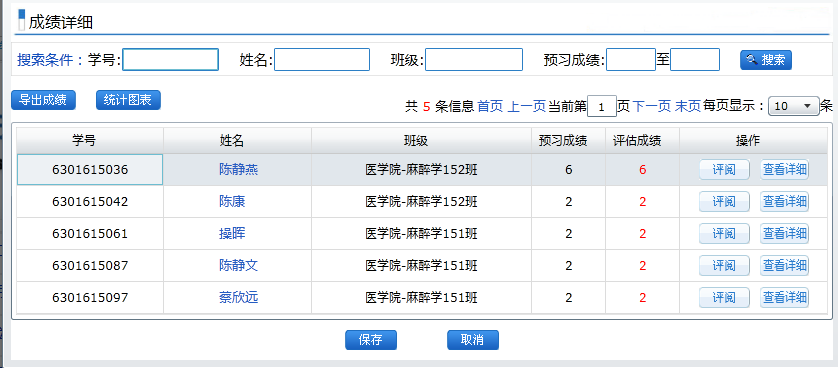 成绩详细
搜索条件：学号: 姓名: 班级: 预习成绩: 至 搜索
导出成绩 统计图表 共 5 条信息 首页 上一页 当前第 1 页 下一页 末页 每页显示：10 条
学号 姓名 班级 预习成绩 评估成绩 操作
6301615036 陈静燕 医学院-麻醉学152班 6 6 评阅 查看详细
6301615042 陈康 医学院-麻醉学152班 2 2 评阅 查看详细
6301615061 操晖 医学院-麻醉学151班 2 2 评阅 查看详细
6301615087 陈静文 医学院-麻醉学151班 2 2 评阅 查看详细
6301615097 蔡欣远 医学院-麻醉学151班 2 2 评阅 查看详细
保存 取消